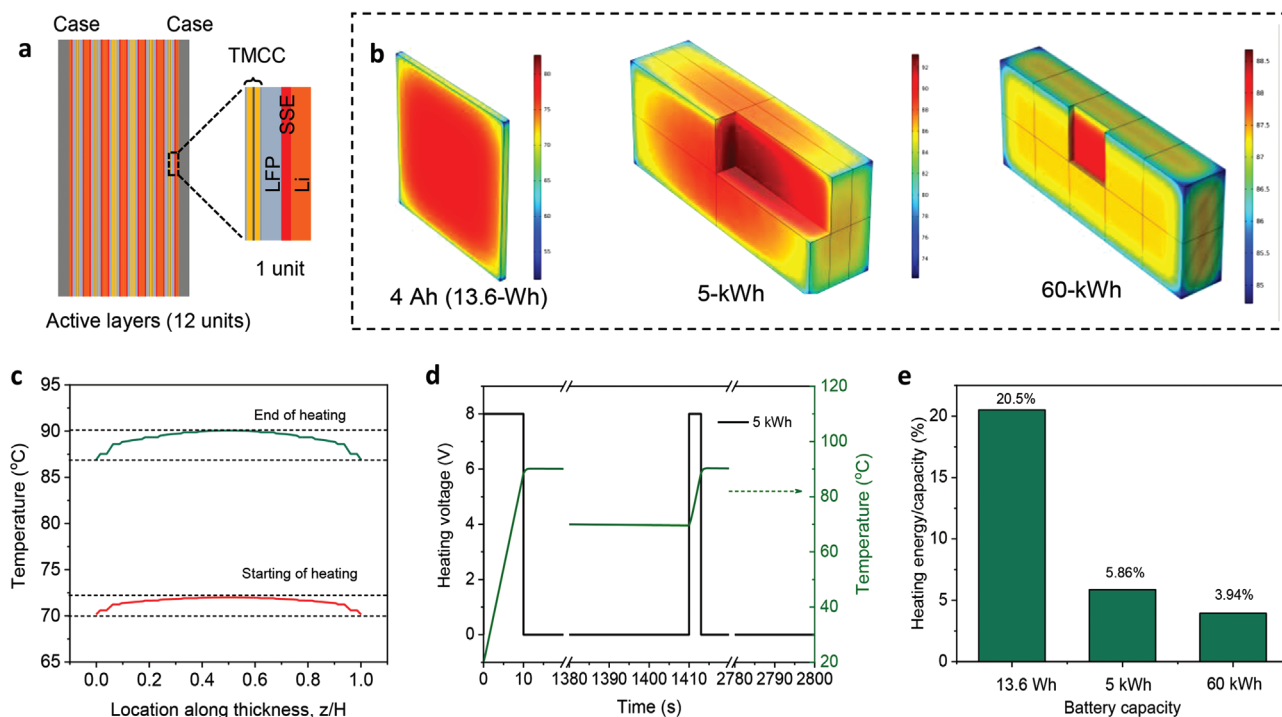 a
Case
Case
TMCC
LFP
SSE
Li
1 unit
Active layers (12 units)
b
80
75
70
65
60
55
4 Ah (13.6-Wh)
92
90
88
86
84
82
80
78
76
74
5-kWh
88.5
88
87.5
87
86.5
86
85.5
85
60-kWh
c
95
90
85
80
75
70
65
End of heating
Starting of heating
0.0 0.2 0.4 0.6 0.8 1.0
Temperature (ºC)
Location along thickness, z/H
d
8
6
4
2
0
5 kWh
120
100
80
60
40
20
0 10 1380 1390 1400 1410 2780 2790 2800
Heating voltage (V)
Temperature (ºC)
Time (s)
e
20
15
10
5
0
20.5%
5.86%
3.94%
13.6 Wh 5 kWh 60 kWh
Heating energy/capacity (%)
Battery capacity